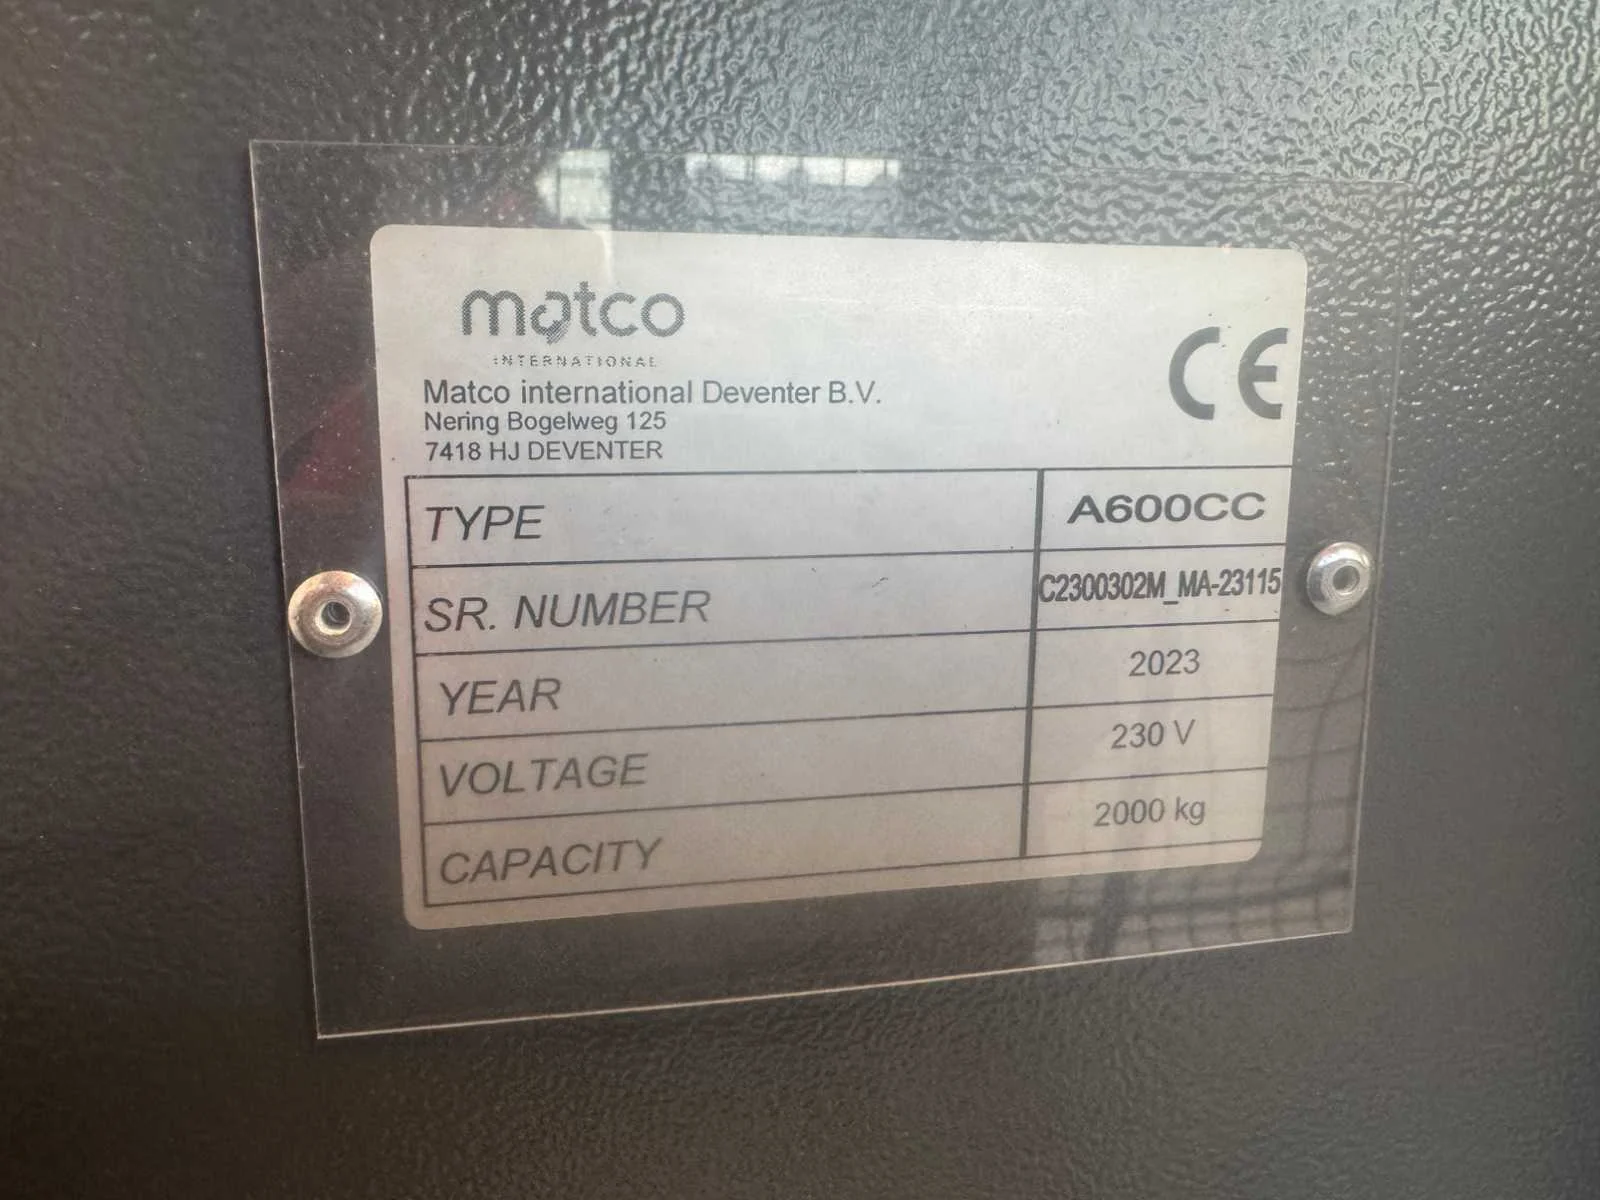 matco
INTERNATIONAL
Matco international Deventer B.V.
Nering Bogelweg 125
7418 HJ DEVENTER
CE
TYPE A600CC
SR. NUMBER C2300302M_MA-23115
YEAR 2023
VOLTAGE 230 V
CAPACITY 2000 kg